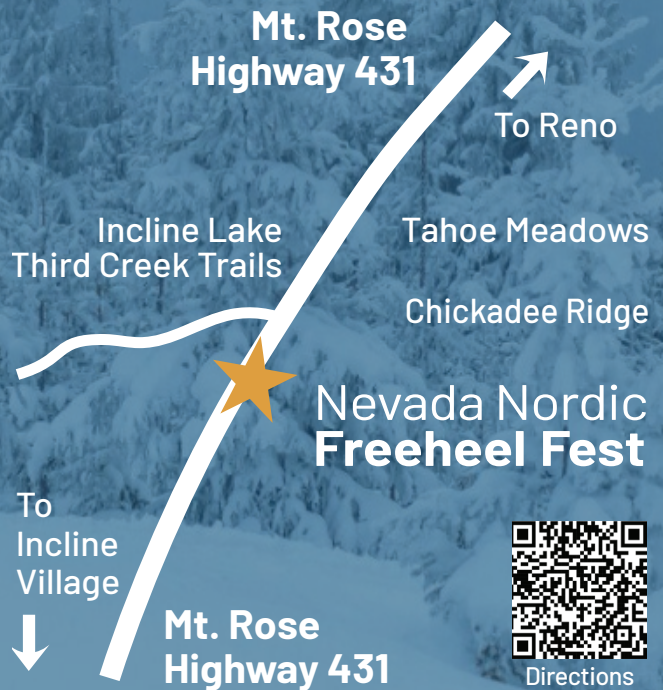 Mt. Rose
Highway 431
To Reno
Incline Lake
Third Creek Trails
Tahoe Meadows
Chickadee Ridge
Nevada Nordic
Freeheel Fest
To
Incline
Village
Mt. Rose
Highway 431
Directions